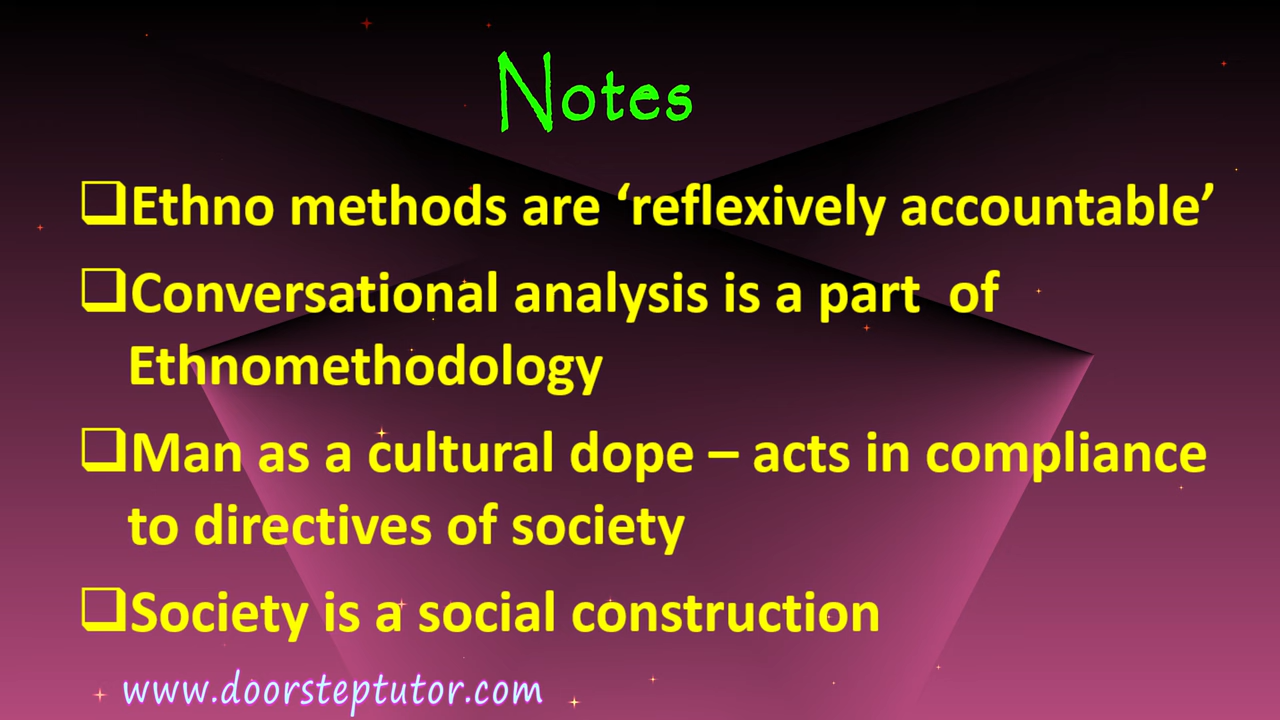 Notes
❑Ethno methods are ‘reflexively accountable’
❑Conversational analysis is a part  of
Ethnomethodology
❑Man as a cultural dope – acts in compliance
to directives of society
❑Society is a social construction
www.doorsteptutor.com